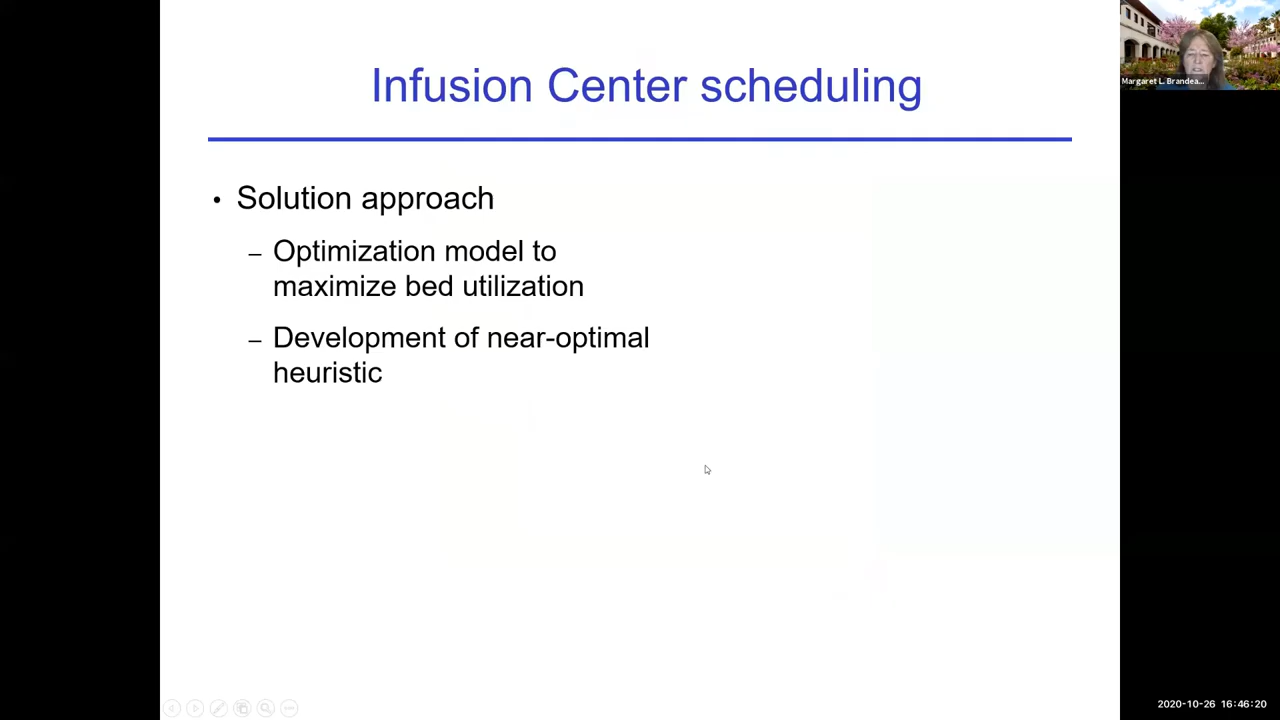 Infusion Center scheduling
• Solution approach
– Optimization model to
maximize bed utilization
– Development of near-optimal
heuristic
Margaret L. Brandea...
2020-10-26 16:46:20